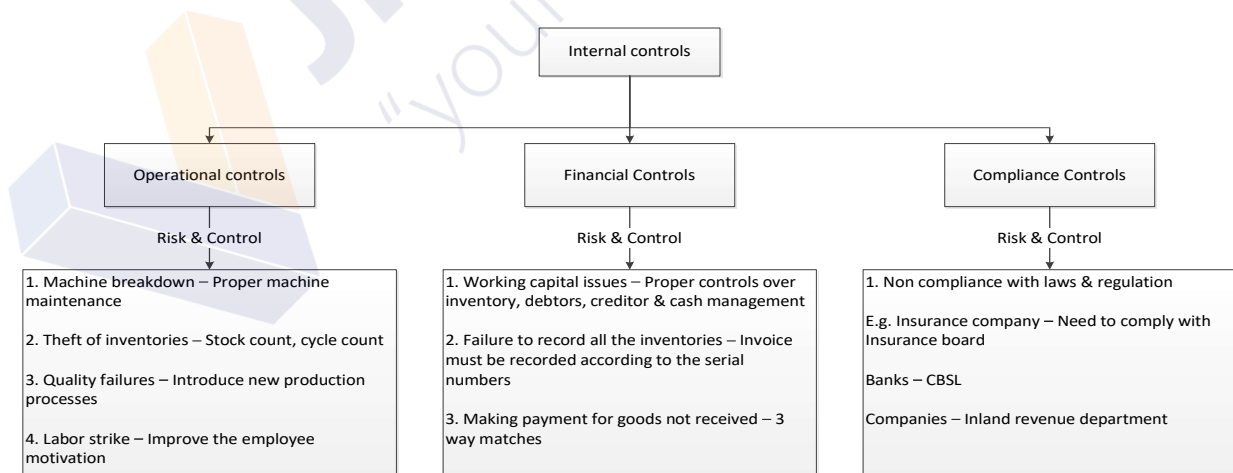 Internal controls
Operational controls
Financial Controls
Compliance Controls
Risk & Control
Risk & Control
Risk & Control
1. Machine breakdown – Proper machine
maintenance
2. Theft of inventories – Stock count, cycle count
3. Quality failures – Introduce new production
processes
4. Labor strike – Improve the employee
motivation
1. Working capital issues – Proper controls over
inventory, debtors, creditor & cash management
2. Failure to record all the inventories – Invoice
must be recorded according to the serial
numbers
3. Making payment for goods not received – 3
way matches
1. Non compliance with laws & regulation
E.g. Insurance company – Need to comply with
Insurance board
Banks – CBSL
Companies – Inland revenue department